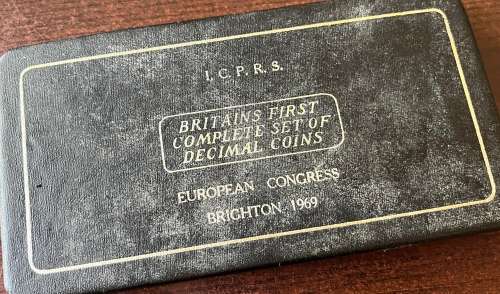 I.C.P.R.S.
BRITAINS FIRST
COMPLETE SET OF
DECIMAL COINS
EUROPEAN CONGRESS
BRIGHTON 1969